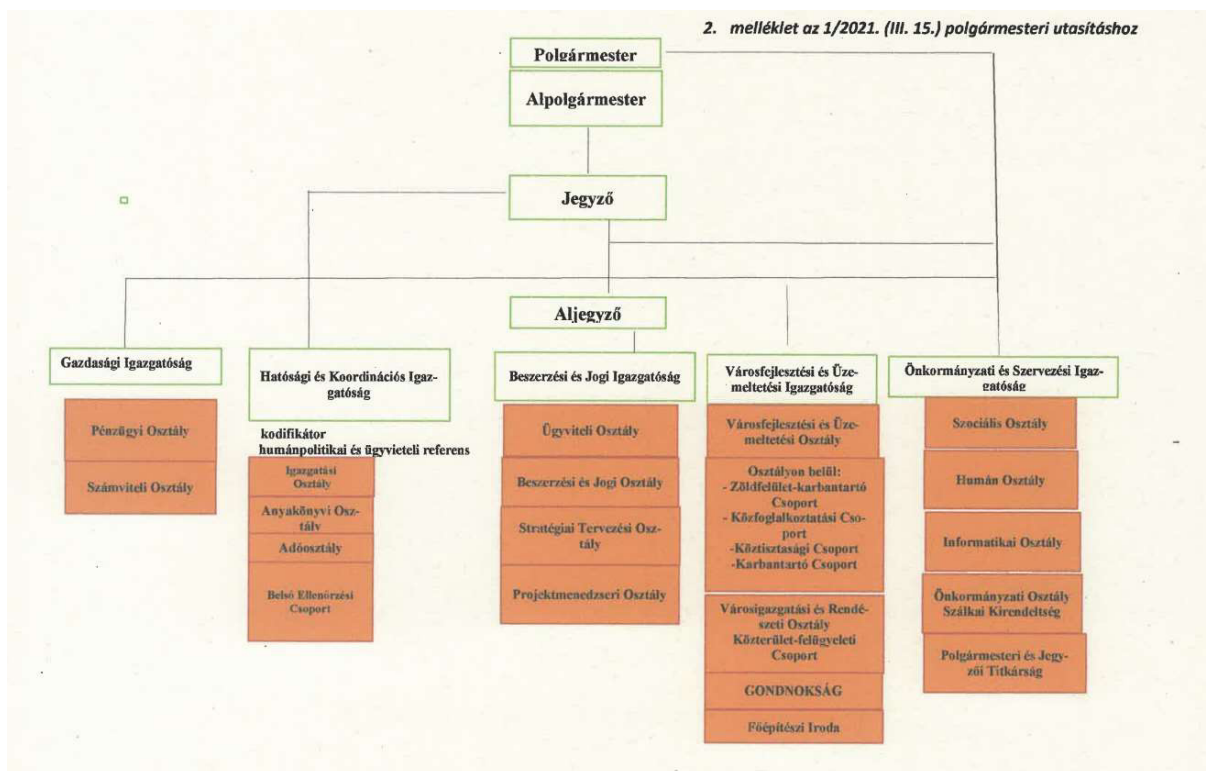 2. melléklet az 1/2021. (III. 15.) polgármesteri utasításhoz
Polgármester
Alpolgármester
Jegyző
Aljegyző
Gazdasági Igazgatóság
Pénzügyi Osztály
Számviteli Osztály
Hatósági és Koordinációs Igaz-
gatóság
kodifikátor
humánpolitikai és ügyvieteli referens
Igazgatási
Osztály
Anyakönyvi Osz-
tály
Adóosztály
Belső Ellenőrzési
Csoport
Beszerzési és Jogi Igazgatóság
Ügyviteli Osztály
Beszerzési és Jogi Osztály
Stratégiai Tervezési Osz-
tály
Projektmenedzseri Osztály
Városfejlesztési és Üze-
meltetési Igazgatóság
Városfejlesztési és Üze-
meltetési Osztály
Osztályon belül:
- Zöldfelület-karbantartó
Csoport
- Közfoglalkoztatási Cso-
port
-Köztisztasági Csoport
-Karbantartó Csoport
Városigazgatási és Rendé-
szeti Osztály
Közterület-felügyeleti
Csoport
GONDNOKSÁG
Főépítészi Iroda
Önkormányzati és Szervezési Igaz-
gatóság
Szociális Osztály
Humán Osztály
Informatikai Osztály
Önkormányzati Osztály
Szálkai Kirendeltség
Polgármesteri és Jegy-
zői Titkárság